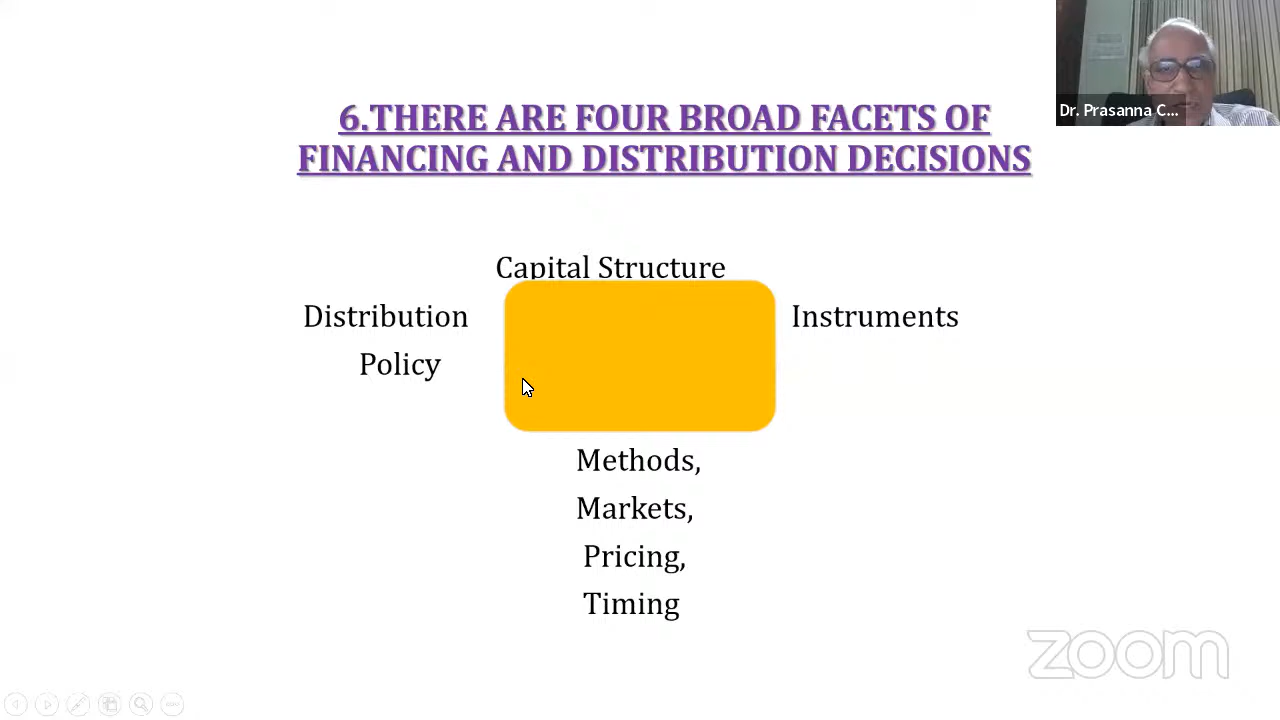 Dr. Prasanna C...
6.THERE ARE FOUR BROAD FACETS OF
FINANCING AND DISTRIBUTION DECISIONS
Capital Structure
Distribution
Policy
Instruments
Methods,
Markets,
Pricing,
Timing
zoom